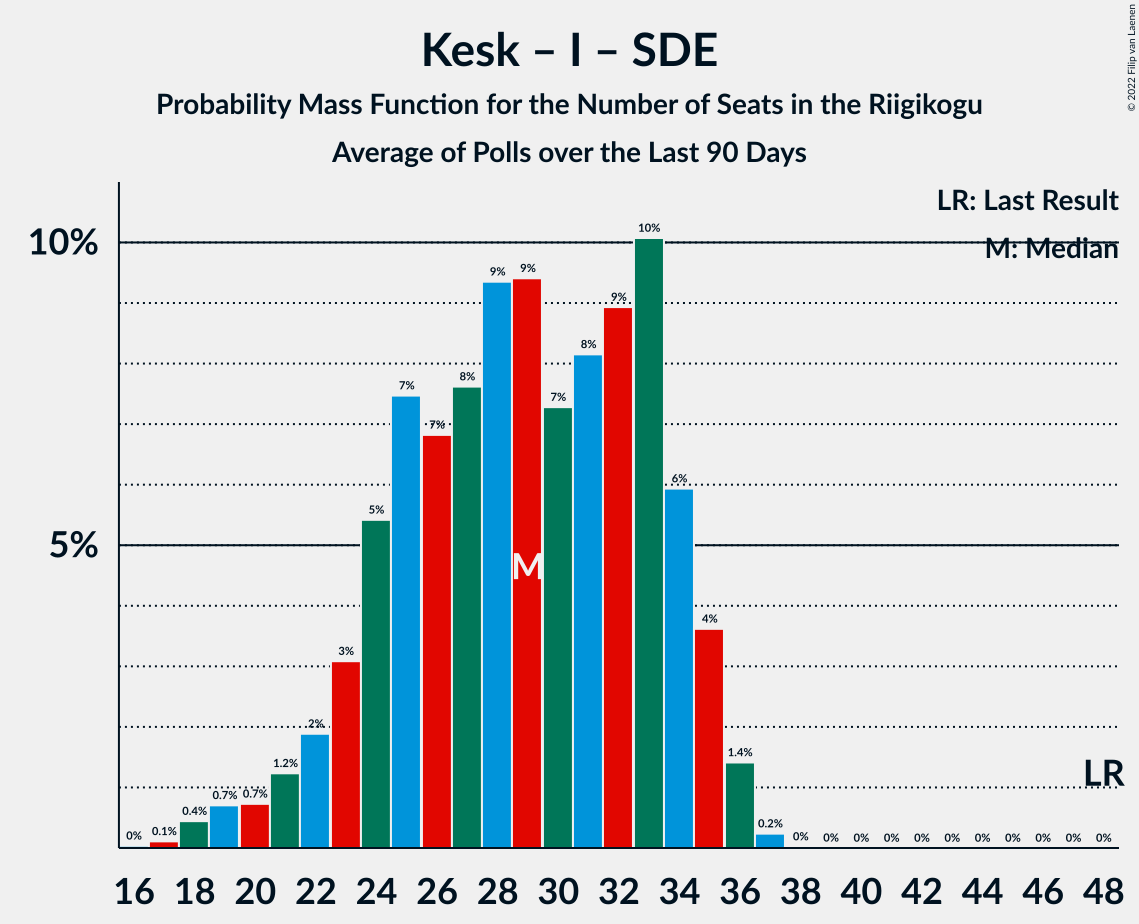 Kesk – I – SDE
Probability Mass Function for the Number of Seats in the Riigikogu
Average of Polls over the Last 90 Days
© 2022 Filip van Laenen
LR: Last Result
M: Median
10%
5%
0% 0.1% 0.4% 0.7% 0.7% 1.2% 2% 3% 5% 7% 7% 8% 9% 9% 7% 8% 9% 10% 6% 4% 1.4% 0.2% 0% 0% 0% 0% 0% 0% 0% 0% 0% 0% 0%
M
LR
16 18 20 22 24 26 28 30 32 34 36 38 40 42 44 46 48